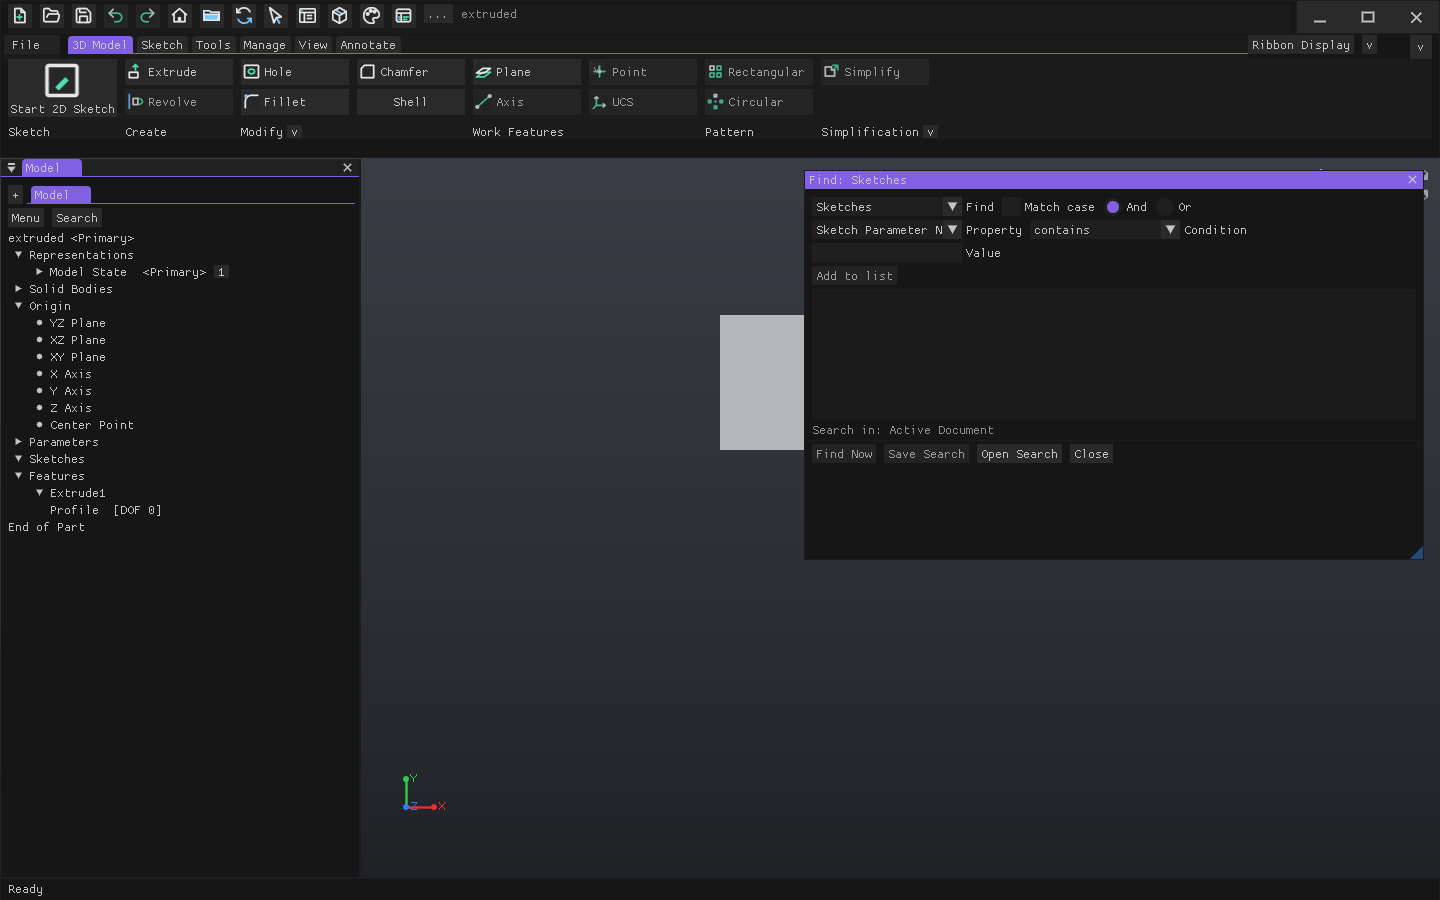 ... extruded
File 3D Model Sketch Tools Manage View Annotate Ribbon Display v v
Start 2D Sketch Extrude Hole Chamfer Plane Point Rectangular Simplify
Revolve Fillet Shell Axis UCS Circular
Sketch Create Modify v Work Features Pattern Simplification v
Model
+ Model
Menu Search
extruded <Primary>
Representations
Model State <Primary> 1
Solid Bodies
Origin
YZ Plane
XZ Plane
XY Plane
X Axis
Y Axis
Z Axis
Center Point
Parameters
Sketches
Features
Extrude1
Profile [DOF 0]
End of Part
Find: Sketches
Sketches Find Match case And Or
Sketch Parameter N Property contains Condition
Value
Add to list
Search in: Active Document
Find Now Save Search Open Search Close
Y
Z X
Ready